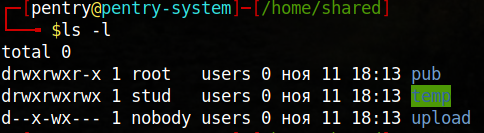 ┌─[pentry@pentry-system]─[/home/shared]
└──╼ $ls -l
total 0
drwxrwxr-x 1 root   users 0 ноя 11 18:13 pub
drwxrwxrwx 1 stud   users 0 ноя 11 18:13 temp
d--x-wx--- 1 nobody users 0 ноя 11 18:13 upload